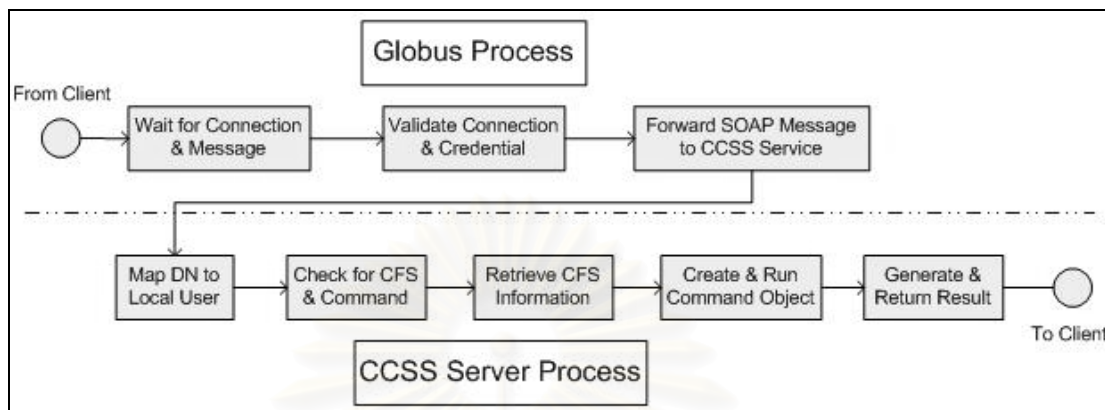 Globus Process
From Client
Wait for Connection
& Message
Validate Connection
& Credential
Forward SOAP Message
to CCSS Service
Map DN to
Local User
Check for CFS
& Command
Retrieve CFS
Information
Create & Run
Command Object
Generate &
Return Result
To Client
CCSS Server Process